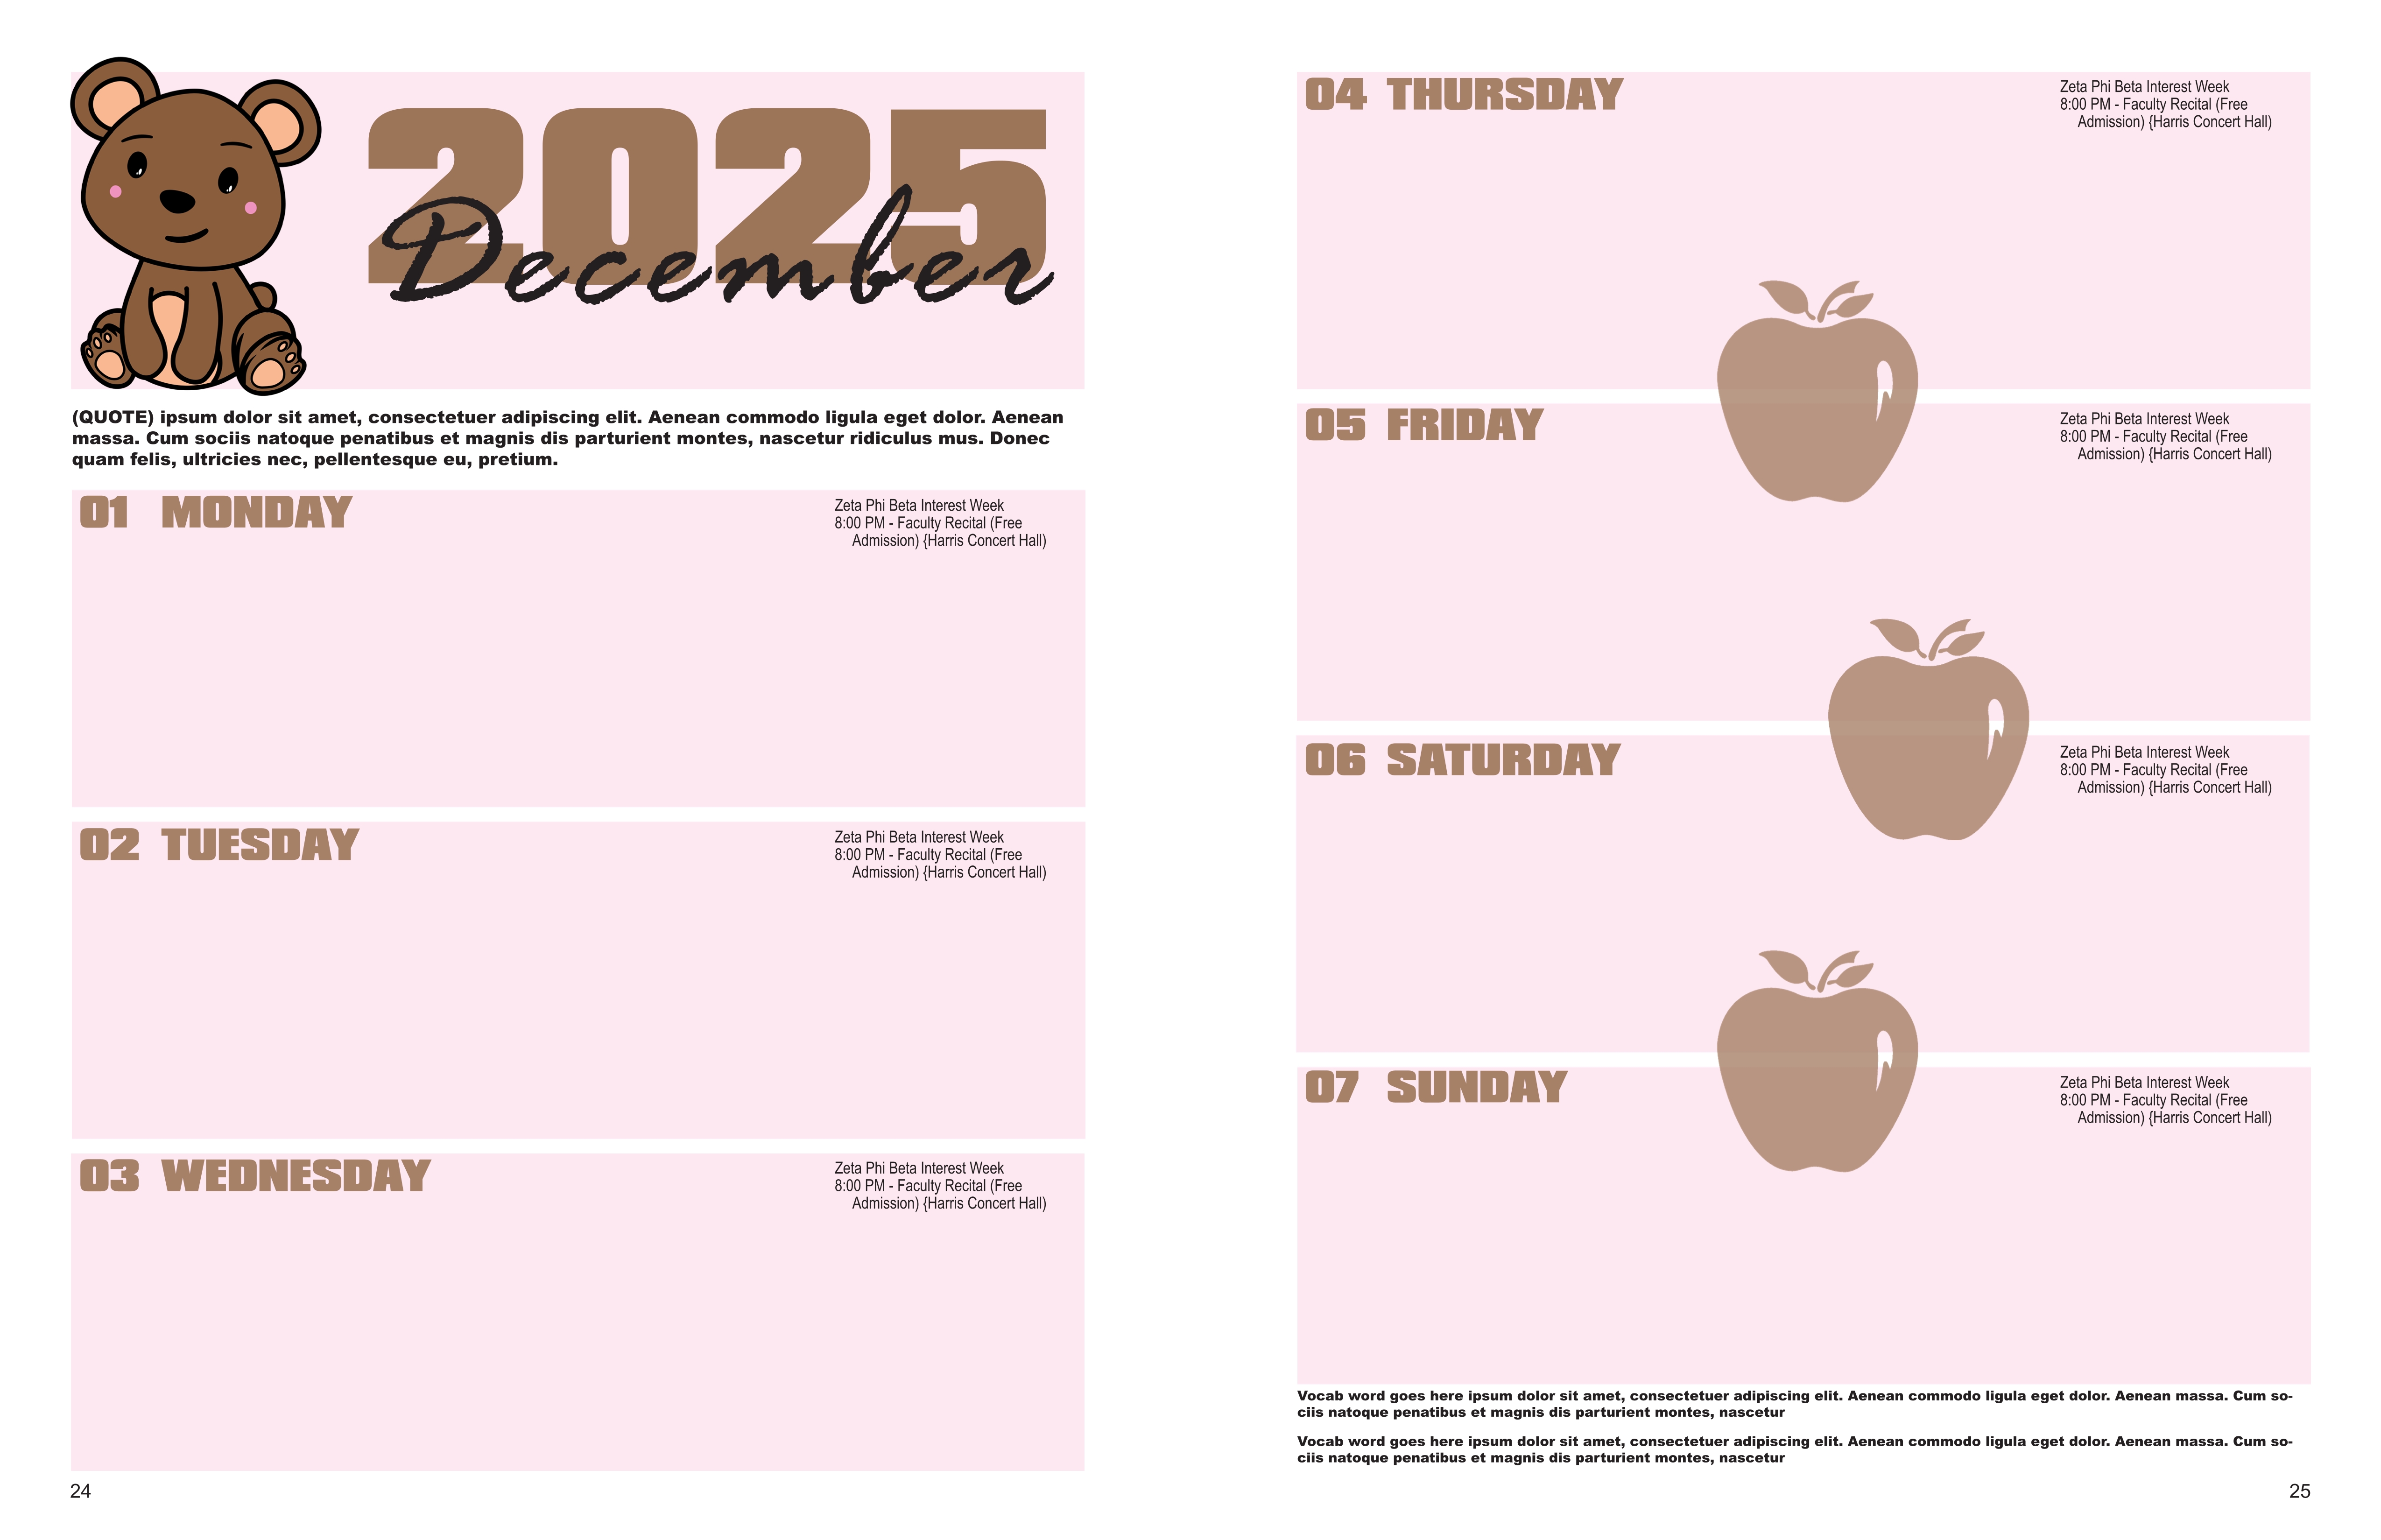 2025
December
(QUOTE) ipsum dolor sit amet, consectetuer adipiscing elit. Aenean commodo ligula eget dolor. Aenean
massa. Cum sociis natoque penatibus et magnis dis parturient montes, nascetur ridiculus mus. Donec
quam felis, ultricies nec, pellentesque eu, pretium.
01 MONDAY
Zeta Phi Beta Interest Week
8:00 PM - Faculty Recital (Free
Admission) {Harris Concert Hall)
02 TUESDAY
Zeta Phi Beta Interest Week
8:00 PM - Faculty Recital (Free
Admission) {Harris Concert Hall)
03 WEDNESDAY
Zeta Phi Beta Interest Week
8:00 PM - Faculty Recital (Free
Admission) {Harris Concert Hall)
24
04 THURSDAY
Zeta Phi Beta Interest Week
8:00 PM - Faculty Recital (Free
Admission) {Harris Concert Hall)
05 FRIDAY
Zeta Phi Beta Interest Week
8:00 PM - Faculty Recital (Free
Admission) {Harris Concert Hall)
06 SATURDAY
Zeta Phi Beta Interest Week
8:00 PM - Faculty Recital (Free
Admission) {Harris Concert Hall)
07 SUNDAY
Zeta Phi Beta Interest Week
8:00 PM - Faculty Recital (Free
Admission) {Harris Concert Hall)
Vocab word goes here ipsum dolor sit amet, consectetuer adipiscing elit. Aenean commodo ligula eget dolor. Aenean massa. Cum so-
ciis natoque penatibus et magnis dis parturient montes, nascetur
Vocab word goes here ipsum dolor sit amet, consectetuer adipiscing elit. Aenean commodo ligula eget dolor. Aenean massa. Cum so-
ciis natoque penatibus et magnis dis parturient montes, nascetur
25